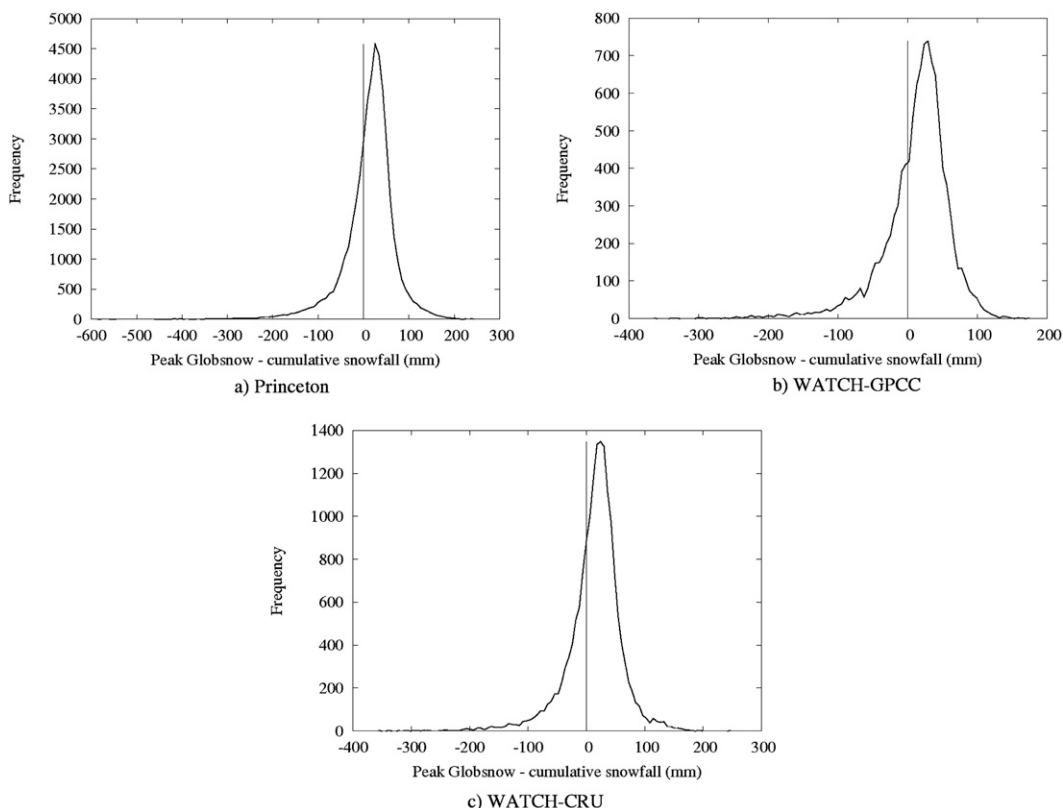 5000
4500
4000
3500
3000
2500
2000
1500
1000
500
0
Frequency
-600 -500 -400 -300 -200 -100 0 100 200 300
Peak Globsnow - cumulative snowfall (mm)
a) Princeton
800
700
600
500
400
300
200
100
0
Frequency
-400 -300 -200 -100 0 100 200
Peak Globsnow - cumulative snowfall (mm)
b) WATCH-GPCC
1400
1200
1000
800
600
400
200
0
Frequency
-400 -300 -200 -100 0 100 200 300
Peak Globsnow - cumulative snowfall (mm)
c) WATCH-CRU